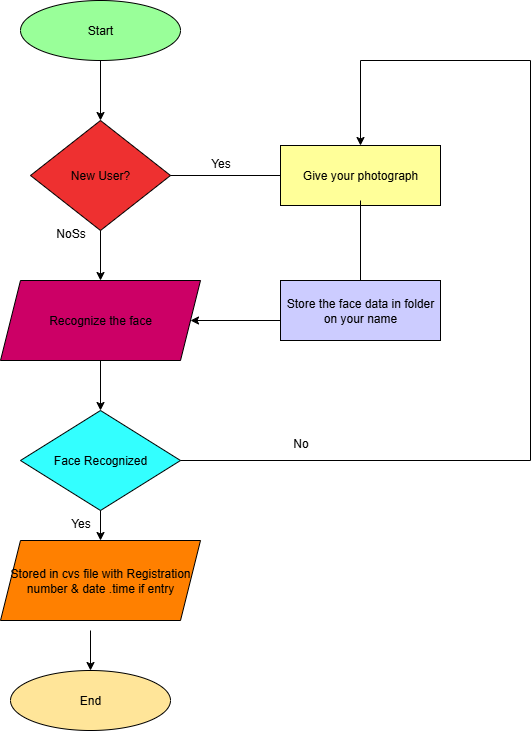 Start
New User?
Yes
Give your photograph
NoSs
Recognize the face
Store the face data in folder
on your name
Face Recognized
No
Yes
Stored in cvs file with Registration
number & date .time if entry
End